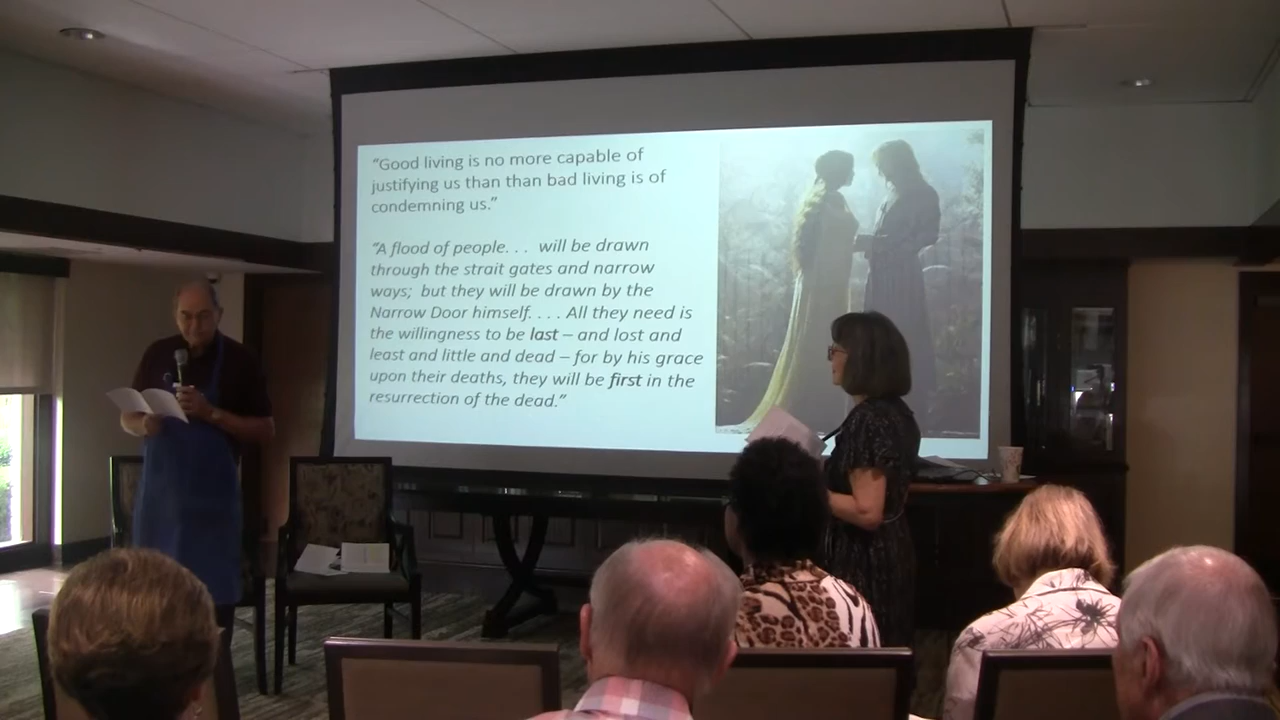 “Good living is no more capable of
justifying us than than bad living is of
condemning us.”
“A flood of people. . .  will be drawn
through the strait gates and narrow
ways;  but they will be drawn by the
Narrow Door himself. . . . All they need is
the willingness to be last – and lost and
least and little and dead – for by his grace
upon their deaths, they will be first in the
resurrection of the dead.”